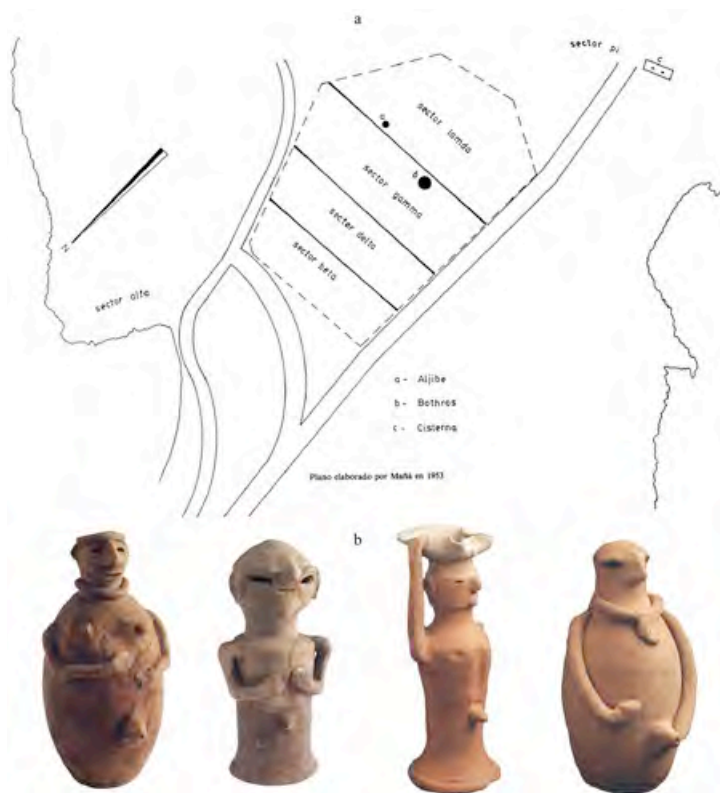 a
sector pi
c
sector lamda
a
b
sector gamma
sector delta
sector beta
N
sector alfa
a - Aljibe
b - Bothros
c - Cisterna
Plano elaborado por Mañá en 1953
b